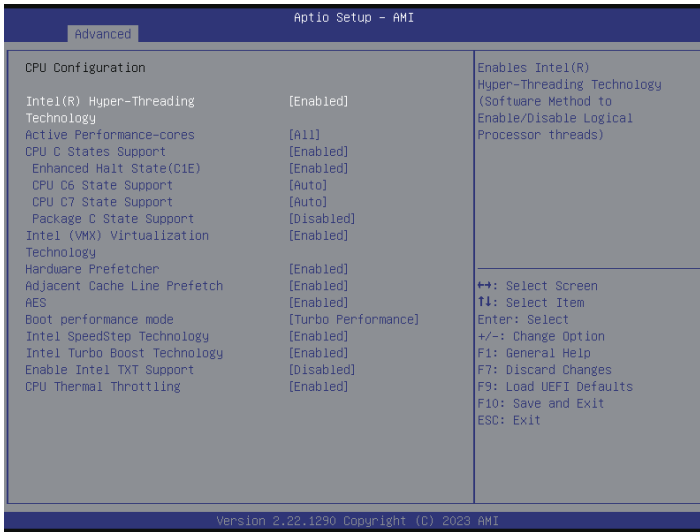 Aptio Setup – AMI
Advanced
CPU Configuration
Intel(R) Hyper-Threading [Enabled]
Technology
Active Performance-cores [All]
CPU C States Support [Enabled]
Enhanced Halt State(C1E) [Enabled]
CPU C6 State Support [Auto]
CPU C7 State Support [Auto]
Package C State Support [Disabled]
Intel (VMX) Virtualization [Enabled]
Technology
Hardware Prefetcher [Enabled]
Adjacent Cache Line Prefetch [Enabled]
AES [Enabled]
Boot performance mode [Turbo Performance]
Intel SpeedStep Technology [Enabled]
Intel Turbo Boost Technology [Enabled]
Enable Intel TXT Support [Disabled]
CPU Thermal Throttling [Enabled]
Enables Intel(R)
Hyper-Threading Technology
(Software Method to
Enable/Disable Logical
Processor threads)
↔: Select Screen
↑↓: Select Item
Enter: Select
+/-: Change Option
F1: General Help
F7: Discard Changes
F9: Load UEFI Defaults
F10: Save and Exit
ESC: Exit
Version 2.22.1290 Copyright (C) 2023 AMI